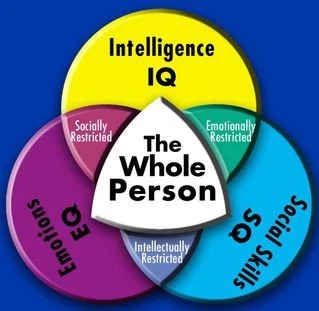 Intelligence
IQ
Socially
Restricted
Emotionally
Restricted
The
Whole
Person
Emotions
EQ
Social Skills
SQ
Intellectually
Restricted